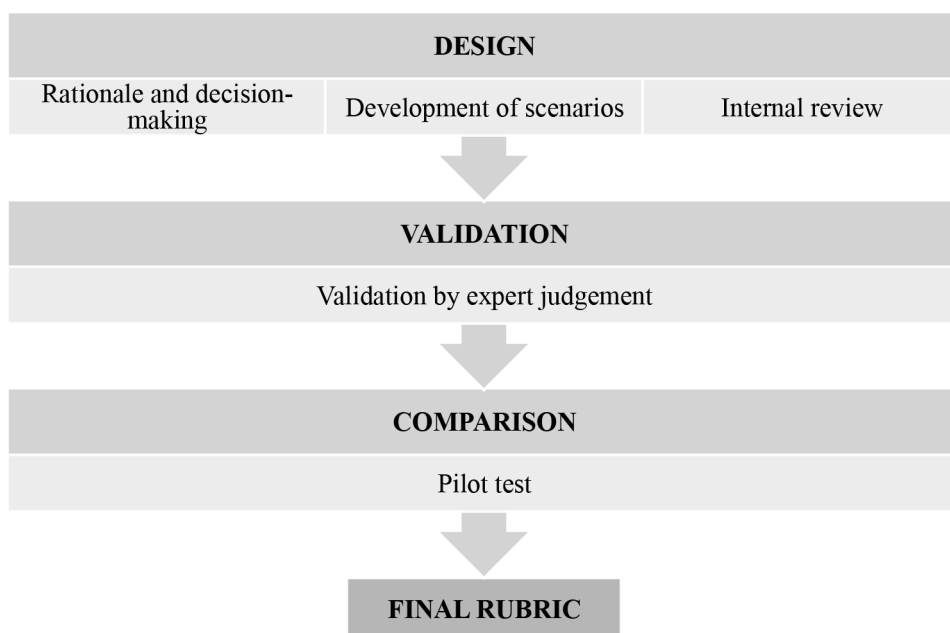 DESIGN
Rationale and decision-
making
Development of scenarios
Internal review
VALIDATION
Validation by expert judgement
COMPARISON
Pilot test
FINAL RUBRIC